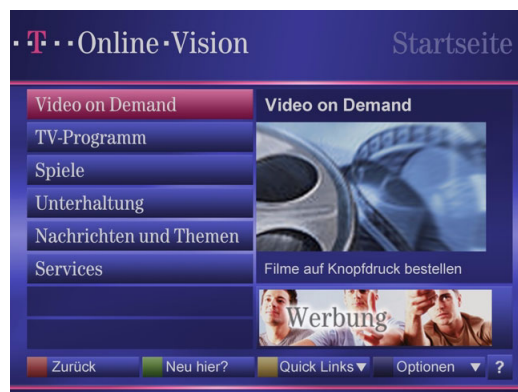 ·T··Online·Vision
Startseite
Video on Demand
TV-Programm
Spiele
Unterhaltung
Nachrichten und Themen
Services
Video on Demand
Filme auf Knopfdruck bestellen
Werbung
Zurück
Neu hier?
Quick Links▼
Optionen ▼
?